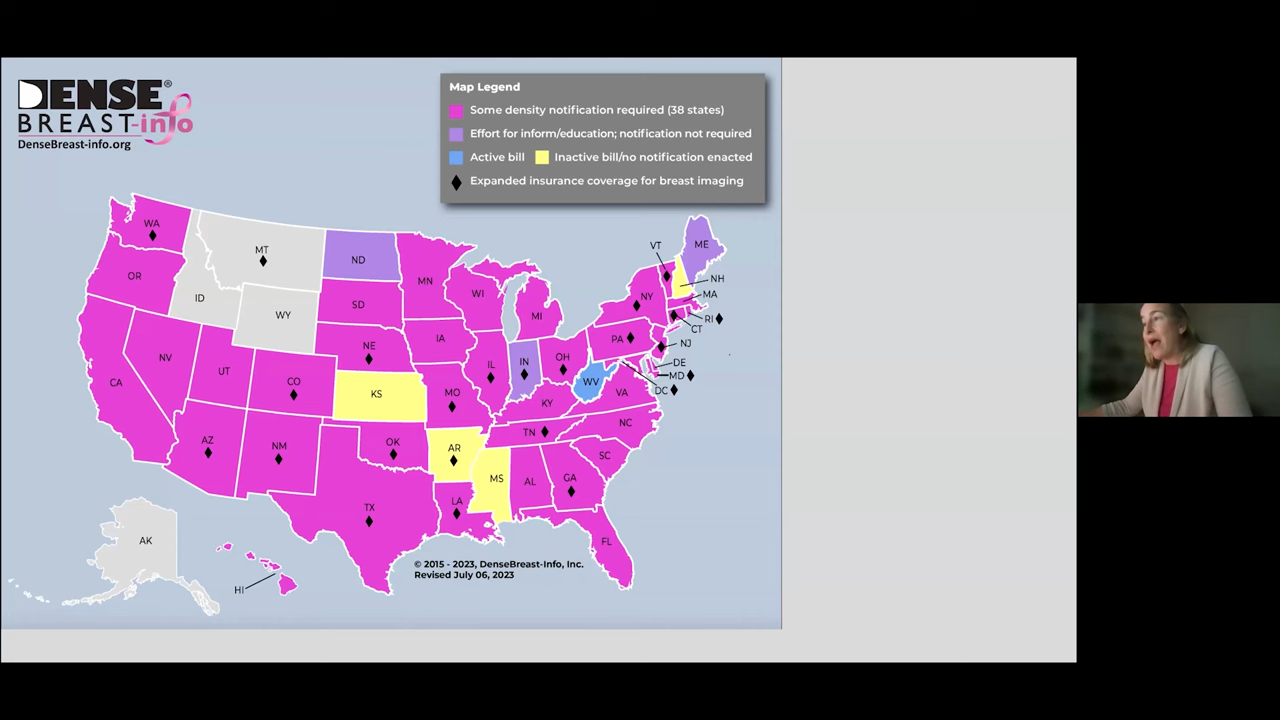 DENSE®
BREAST-info
DenseBreast-info.org
Map Legend
Some density notification required (38 states)
Effort for inform/education; notification not required
Active bill
Inactive bill/no notification enacted
Expanded insurance coverage for breast imaging
WA
MT
ND
MN
VT
ME
OR
ID
WY
SD
WI
MI
NY
NH
MA
RI
CT
NV
UT
NE
IA
PA
NJ
CA
CO
KS
MO
IL
IN
OH
WV
VA
DE
MD
DC
KY
AZ
NM
OK
AR
TN
NC
SC
TX
LA
MS
AL
GA
FL
AK
HI
© 2015 - 2023, DenseBreast-Info, Inc.
Revised July 06, 2023